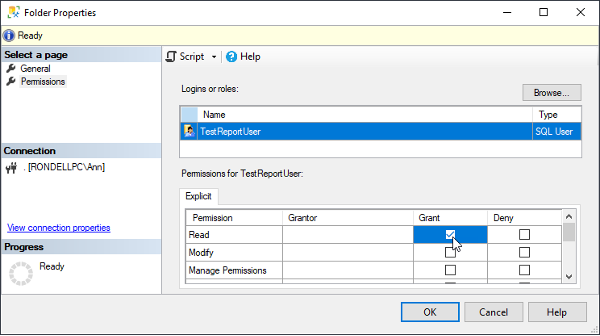 Folder Properties
Ready
Select a page
General
Permissions
Script
Help
Logins or roles:
Browse...
Name Type
TestReportUser SQL User
Connection
. [RONDELLPC\Ann]
View connection properties
Progress
Ready
Permissions for TestReportUser:
Explicit
Permission Grantor Grant Deny
Read
Modify
Manage Permissions
OK Cancel Help